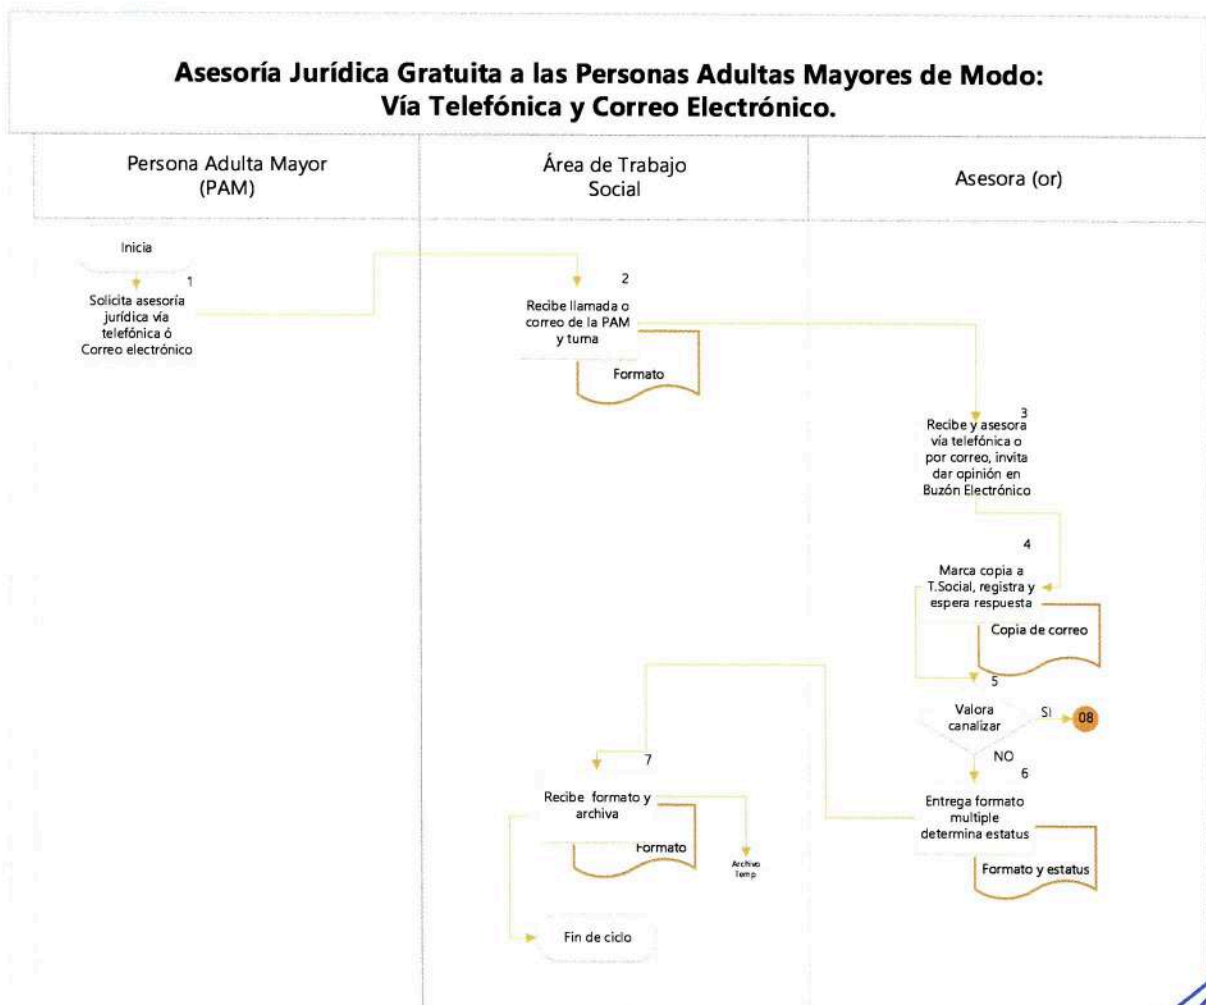 Asesoría Jurídica Gratuita a las Personas Adultas Mayores de Modo:
Vía Telefónica y Correo Electrónico.
Persona Adulta Mayor
(PAM)
Área de Trabajo
Social
Asesora (or)
Inicia
1
Solicita asesoría
jurídica vía
telefónica ó
Correo electrónico
2
Recibe llamada o
correo de la PAM
y turna
Formato
3
Recibe y asesora
vía telefónica o
por correo, invita
dar opinión en
Buzón Electrónico
4
Marca copia a
T.Social, registra y
espera respuesta
Copia de correo
5
Valora
canalizar
SI
08
NO
6
Entrega formato
multiple
determina estatus
Formato y estatus
7
Recibe formato y
archiva
Formato
Archivo
Temp
Fin de ciclo